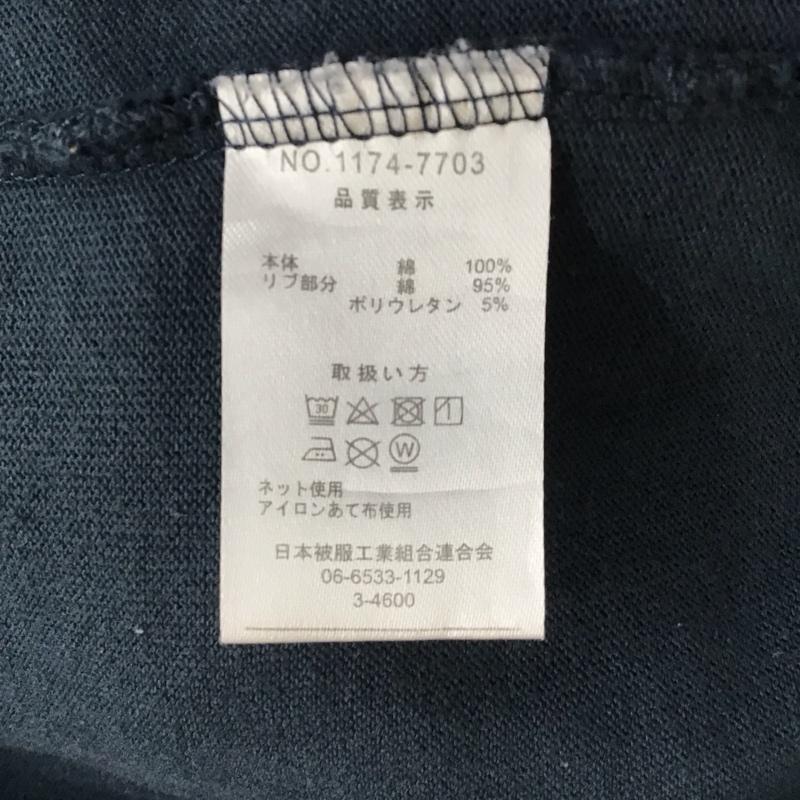 NO.1174-7703
品質表示
本体 綿 100%
リブ部分 綿 95%
ポリウレタン 5%
取扱い方
30
W
ネット使用
アイロンあて布使用
日本被服工業組合連合会
06-6533-1129
3-4600